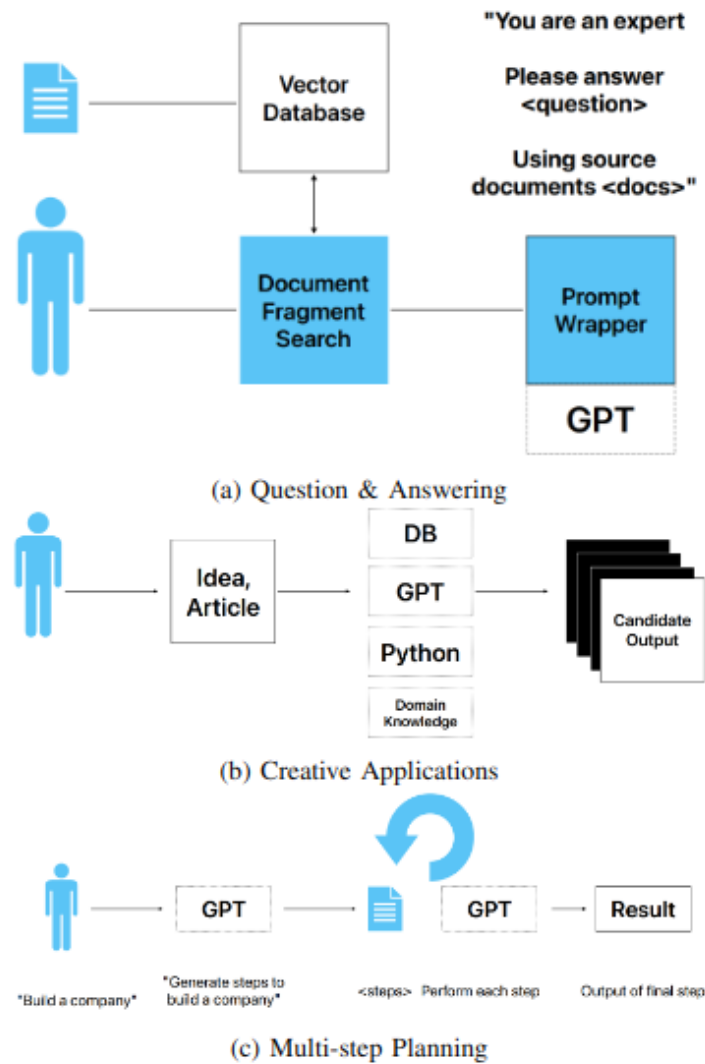 "You are an expert
Vector
Database
Please answer
<question>
Using source
documents <docs>"
Document
Fragment
Search
Prompt
Wrapper
GPT
(a) Question & Answering
DB
Idea,
Article
GPT
Candidate
Output
Python
Domain
Knowledge
(b) Creative Applications
GPT
GPT
Result
"Build a company"
"Generate steps to
build a company"
<steps>
Perform each step
Output of final step
(c) Multi-step Planning